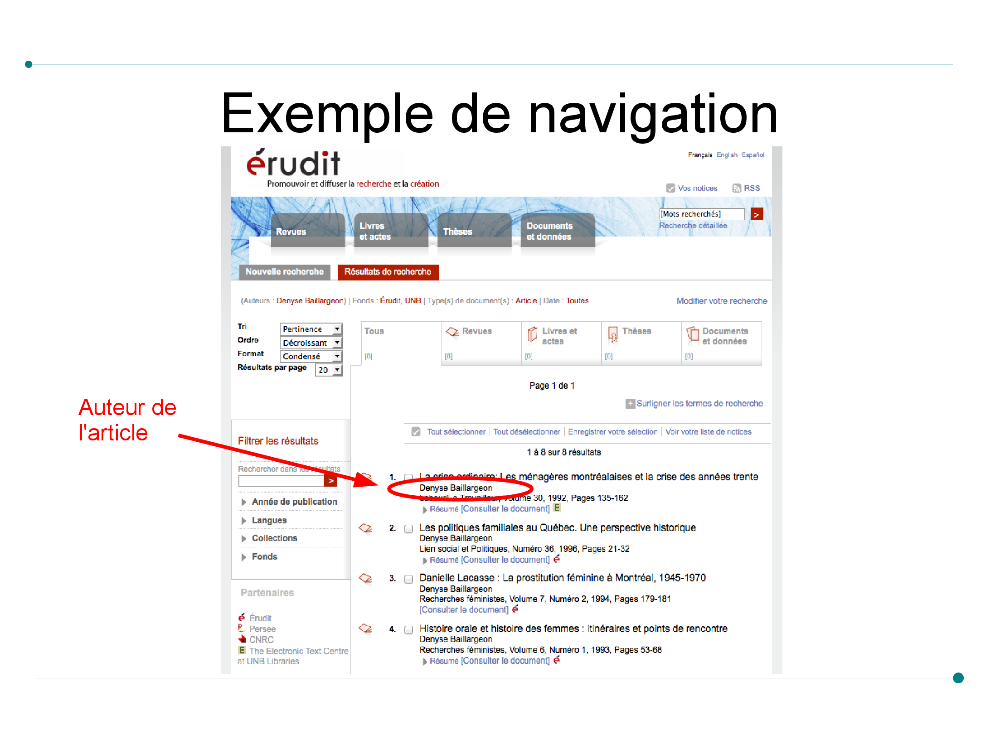 Exemple de navigation
érudit
Promouvoir et diffuser la recherche et la création
Français English Español
Vos notices RSS
[Mots recherchés] >
Recherche détaillée
Revues
Livres
et actes
Thèses
Documents
et données
Nouvelle recherche
Résultats de recherche
(Auteurs : Denyse Baillargeon) | Fonds : Érudit, UNB | Type(s) de document(s) : Article | Date : Toutes
Modifier votre recherche
Tri Pertinence
Ordre Décroissant
Format Condensé
Résultats par page 20
Tous
[8]
Revues
[8]
Livres et
actes
[0]
Thèses
[0]
Documents
et données
[0]
Page 1 de 1
+ Surligner les termes de recherche
Auteur de
l'article
Tout sélectionner | Tout désélectionner | Enregistrer votre sélection | Voir votre liste de notices
1 à 8 sur 8 résultats
Filtrer les résultats
Rechercher dans les résultats
>
Année de publication
Langues
Collections
Fonds
Partenaires
Érudit
Persée
CNRC
E The Electronic Text Centre
at UNB Libraries
1. La crise ordinaire: Les ménagères montréalaises et la crise des années trente
Denyse Baillargeon
Labour/Le Travailleur, Volume 30, 1992, Pages 135-162
Résumé [Consulter le document] E
2. Les politiques familiales au Québec. Une perspective historique
Denyse Baillargeon
Lien social et Politiques, Numéro 36, 1996, Pages 21-32
Résumé [Consulter le document] é
3. Danielle Lacasse : La prostitution féminine à Montréal, 1945-1970
Denyse Baillargeon
Recherches féministes, Volume 7, Numéro 2, 1994, Pages 179-181
[Consulter le document] é
4. Histoire orale et histoire des femmes : itinéraires et points de rencontre
Denyse Baillargeon
Recherches féministes, Volume 6, Numéro 1, 1993, Pages 53-68
Résumé [Consulter le document] é